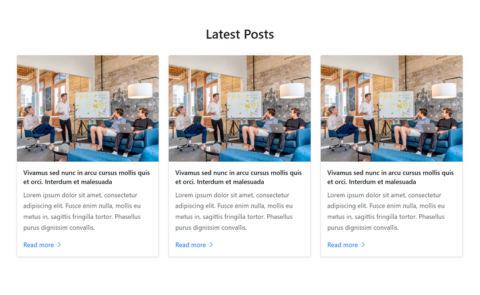 Latest Posts
Vivamus sed nunc in arcu cursus mollis quis
et orci. Interdum et malesuada
Lorem ipsum dolor sit amet, consectetur
adipiscing elit. Fusce enim nulla, mollis eu
metus in, sagittis fringilla tortor. Phasellus
purus dignissim convallis.
Read more >
Vivamus sed nunc in arcu cursus mollis quis
et orci. Interdum et malesuada
Lorem ipsum dolor sit amet, consectetur
adipiscing elit. Fusce enim nulla, mollis eu
metus in, sagittis fringilla tortor. Phasellus
purus dignissim convallis.
Read more >
Vivamus sed nunc in arcu cursus mollis quis
et orci. Interdum et malesuada
Lorem ipsum dolor sit amet, consectetur
adipiscing elit. Fusce enim nulla, mollis eu
metus in, sagittis fringilla tortor. Phasellus
purus dignissim convallis.
Read more >